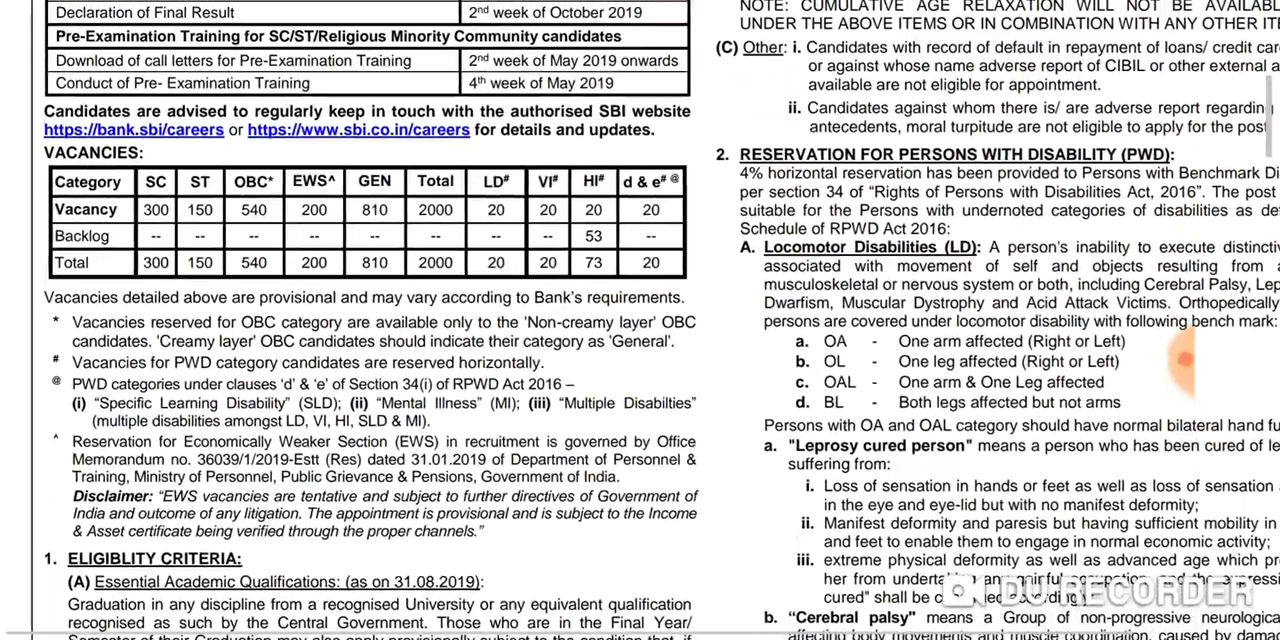 Declaration of Final Result 2nd week of October 2019
Pre-Examination Training for SC/ST/Religious Minority Community candidates
Download of call letters for Pre-Examination Training 2nd week of May 2019 onwards
Conduct of Pre- Examination Training 4th week of May 2019
Candidates are advised to regularly keep in touch with the authorised SBI website
https://bank.sbi/careers or https://www.sbi.co.in/careers for details and updates.
VACANCIES:
Category SC ST OBC* EWS^ GEN Total LD# VI# HI# d & e# @
Vacancy 300 150 540 200 810 2000 20 20 20 20
Backlog -- -- -- -- -- -- -- -- 53 --
Total 300 150 540 200 810 2000 20 20 73 20
Vacancies detailed above are provisional and may vary according to Bank's requirements.
* Vacancies reserved for OBC category are available only to the 'Non-creamy layer' OBC
candidates. 'Creamy layer' OBC candidates should indicate their category as 'General'.
# Vacancies for PWD category candidates are reserved horizontally.
@ PWD categories under clauses 'd' & 'e' of Section 34(i) of RPWD Act 2016 –
(i) “Specific Learning Disability” (SLD); (ii) “Mental Illness” (MI); (iii) “Multiple Disabilties”
(multiple disabilities amongst LD, VI, HI, SLD & MI).
^ Reservation for Economically Weaker Section (EWS) in recruitment is governed by Office
Memorandum no. 36039/1/2019-Estt (Res) dated 31.01.2019 of Department of Personnel &
Training, Ministry of Personnel, Public Grievance & Pensions, Government of India.
Disclaimer: “EWS vacancies are tentative and subject to further directives of Government of
India and outcome of any litigation. The appointment is provisional and is subject to the Income
& Asset certificate being verified through the proper channels.”
1. ELIGIBLITY CRITERIA:
(A) Essential Academic Qualifications: (as on 31.08.2019):
Graduation in any discipline from a recognised University or any equivalent qualification
recognised as such by the Central Government. Those who are in the Final Year/
NOTE: CUMULATIVE AGE RELAXATION WILL NOT BE
UNDER THE ABOVE ITEMS OR IN COMBINATION WITH ANY OTHER
(C) Other: i. Candidates with record of default in repayment of loans/ credit
or against whose name adverse report of CIBIL or other external
available are not eligible for appointment.
ii. Candidates against whom there is/ are adverse report
antecedents, moral turpitude are not eligible to apply for the post
2. RESERVATION FOR PERSONS WITH DISABILITY (PWD):
4% horizontal reservation has been provided to Persons with Benchmark
per section 34 of “Rights of Persons with Disabilities Act, 2016”. The post
suitable for the Persons with undernoted categories of disabilities as
Schedule of RPWD Act 2016:
A. Locomotor Disabilities (LD): A person's inability to execute
associated with movement of self and objects resulting from
musculoskeletal or nervous system or both, including Cerebral Palsy,
Dwarfism, Muscular Dystrophy and Acid Attack Victims. Orthopedically
persons are covered under locomotor disability with following bench mark:
a. OA - One arm affected (Right or Left)
b. OL - One leg affected (Right or Left)
c. OAL - One arm & One Leg affected
d. BL - Both legs affected but not arms
Persons with OA and OAL category should have normal bilateral hand
a. "Leprosy cured person" means a person who has been cured of
suffering from:
i. Loss of sensation in hands or feet as well as loss of sensation
in the eye and eye-lid but with no manifest deformity;
ii. Manifest deformity and paresis but having sufficient mobility in
and feet to enable them to engage in normal economic activity;
iii. extreme physical deformity as well as advanced age which
her from
cured" shall be
DU RECORDER
b. “Cerebral palsy” means a Group of non-progressive